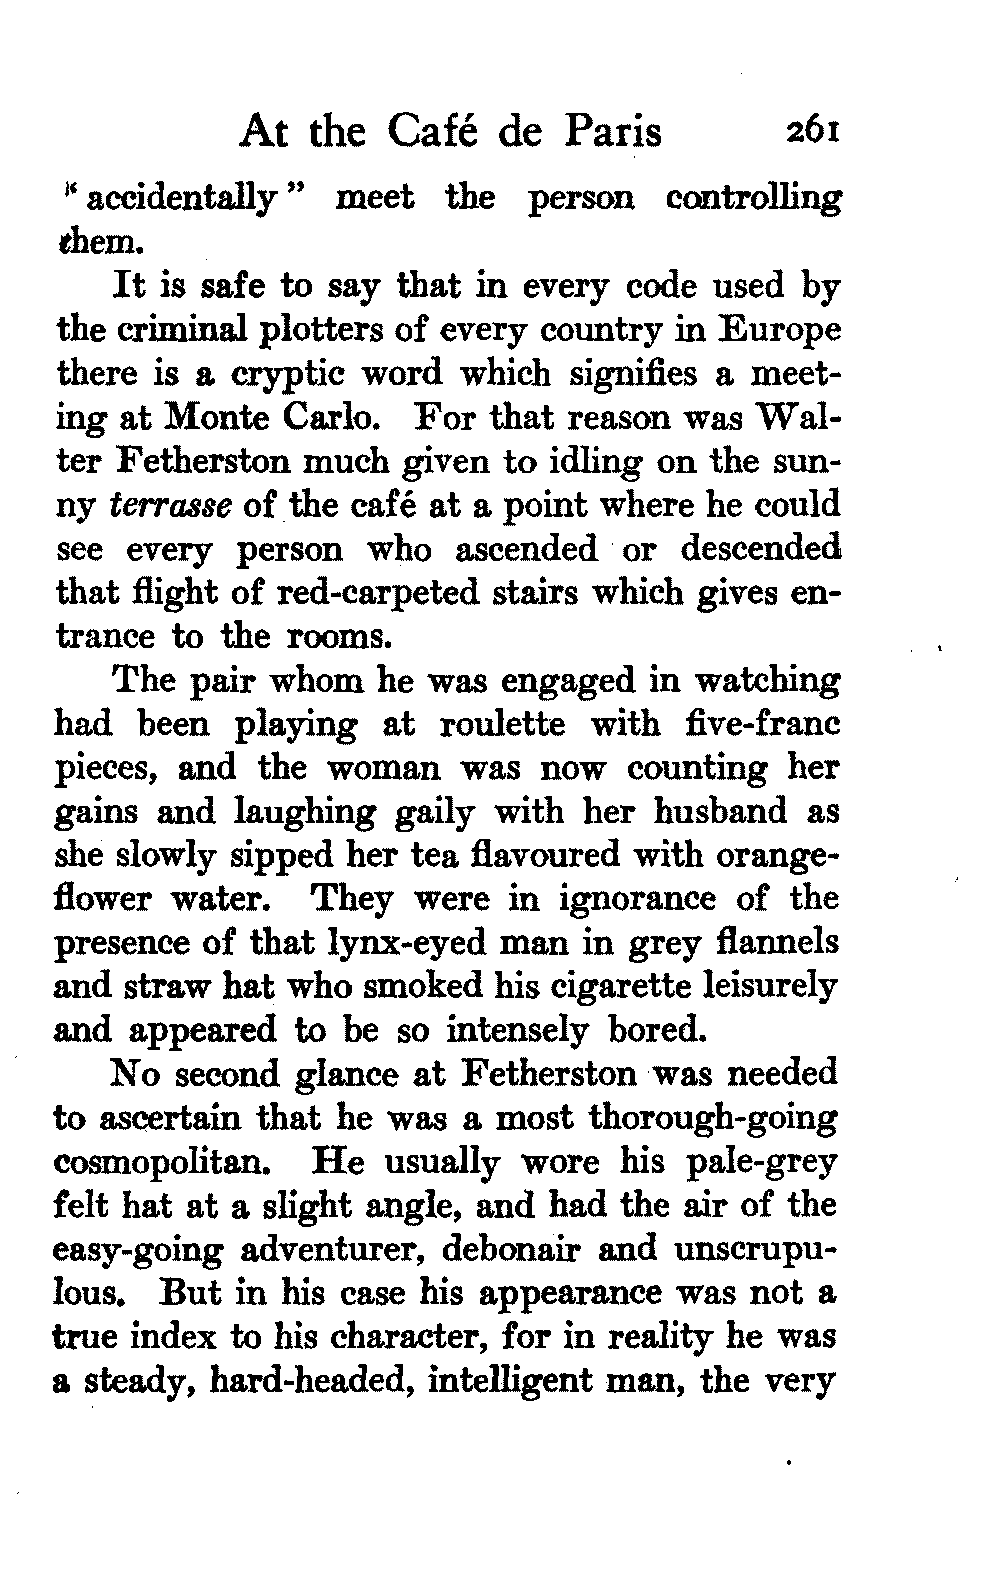 At the Café de Paris 261
“ accidentally ” meet the person controlling
them.
It is safe to say that in every code used by
the criminal plotters of every country in Europe
there is a cryptic word which signifies a meet-
ing at Monte Carlo. For that reason was Wal-
ter Fetherston much given to idling on the sun-
ny terrasse of the café at a point where he could
see every person who ascended or descended
that flight of red-carpeted stairs which gives en-
trance to the rooms.
The pair whom he was engaged in watching
had been playing at roulette with five-franc
pieces, and the woman was now counting her
gains and laughing gaily with her husband as
she slowly sipped her tea flavoured with orange-
flower water. They were in ignorance of the
presence of that lynx-eyed man in grey flannels
and straw hat who smoked his cigarette leisurely
and appeared to be so intensely bored.
No second glance at Fetherston was needed
to ascertain that he was a most thorough-going
cosmopolitan. He usually wore his pale-grey
felt hat at a slight angle, and had the air of the
easy-going adventurer, debonair and unscrupu-
lous. But in his case his appearance was not a
true index to his character, for in reality he was
a steady, hard-headed, intelligent man, the very